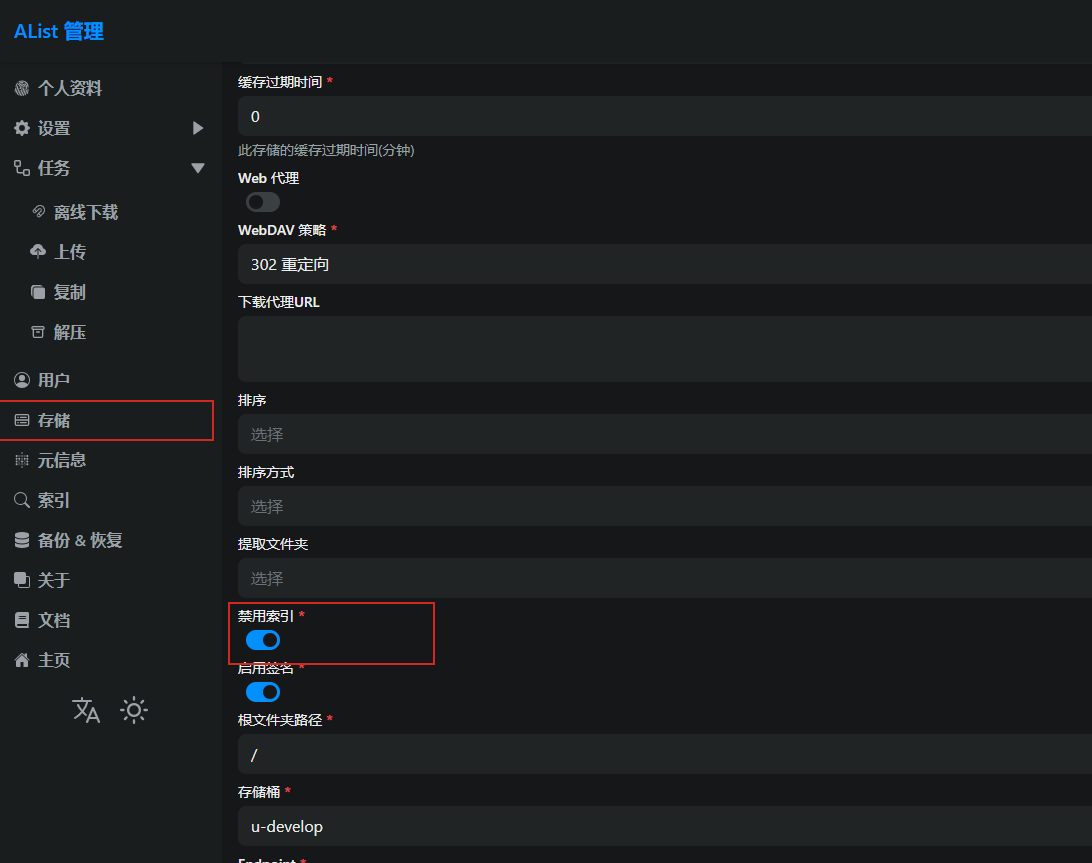 AList 管理
个人资料
设置
任务
离线下载
上传
复制
解压
用户
存储
元信息
索引
备份 & 恢复
关于
文档
主页
缓存过期时间 *
0
此存储的缓存过期时间(分钟)
Web 代理
WebDAV 策略 *
302 重定向
下载代理URL
排序
选择
排序方式
选择
提取文件夹
选择
禁用索引 *
启用签名 *
根文件夹路径 *
/
存储桶 *
u-develop
Endpoint *